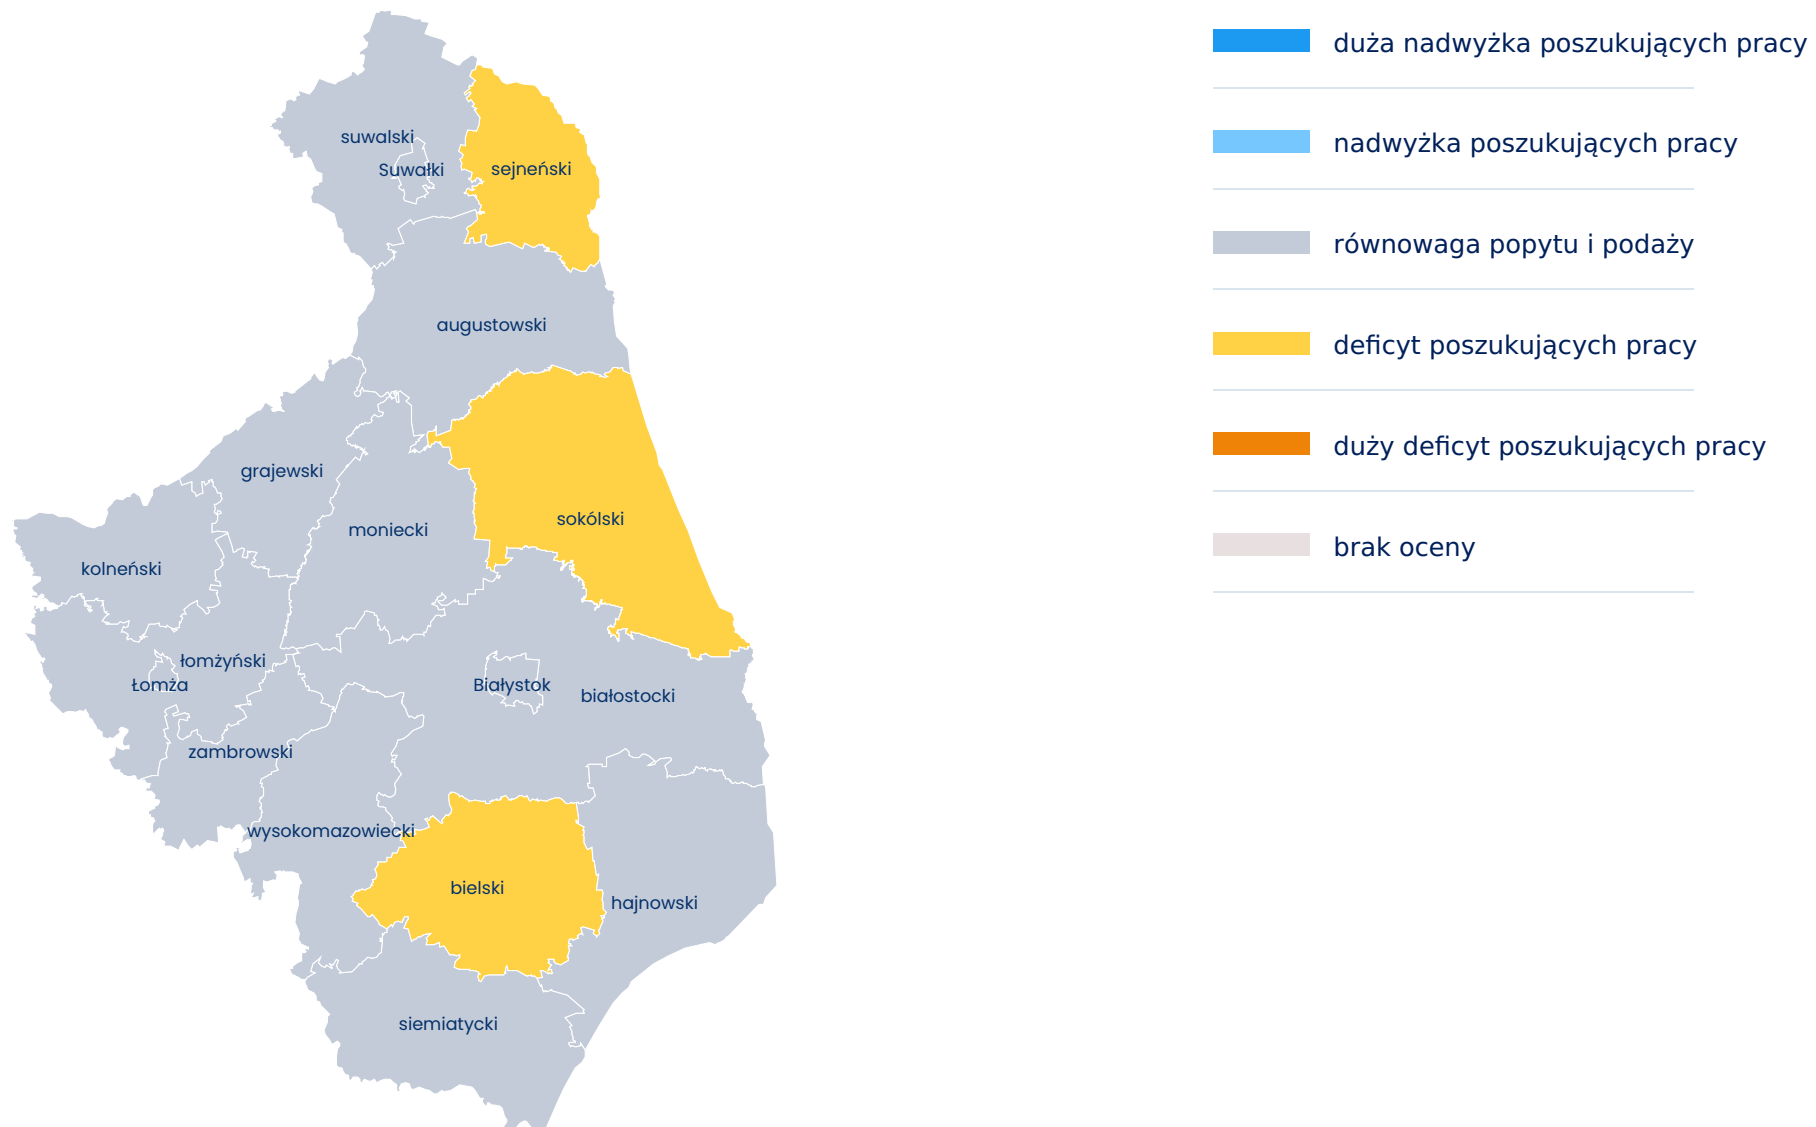 suwalski
Suwałki
sejneński
augustowski
grajewski
sokólski
moniecki
kolneński
łomżyński
Łomża
Białystok
białostocki
zambrowski
wysokomazowiecki
bielski
hajnowski
siemiatycki
duża nadwyżka poszukujących pracy
nadwyżka poszukujących pracy
równowaga popytu i podaży
deficyt poszukujących pracy
duży deficyt poszukujących pracy
brak oceny